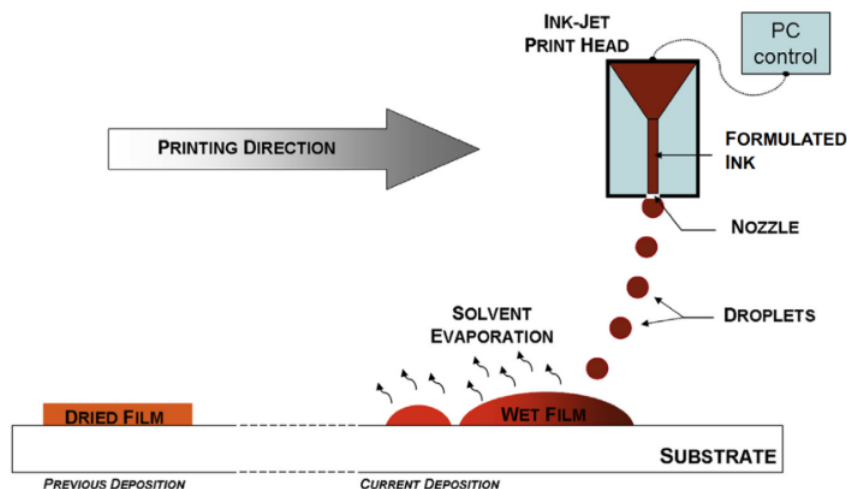 INK-JET
PRINT HEAD
PC
control
PRINTING DIRECTION
FORMULATED
INK
NOZZLE
SOLVENT
EVAPORATION
DROPLETS
DRIED FILM
WET FILM
SUBSTRATE
PREVIOUS DEPOSITION
CURRENT DEPOSITION